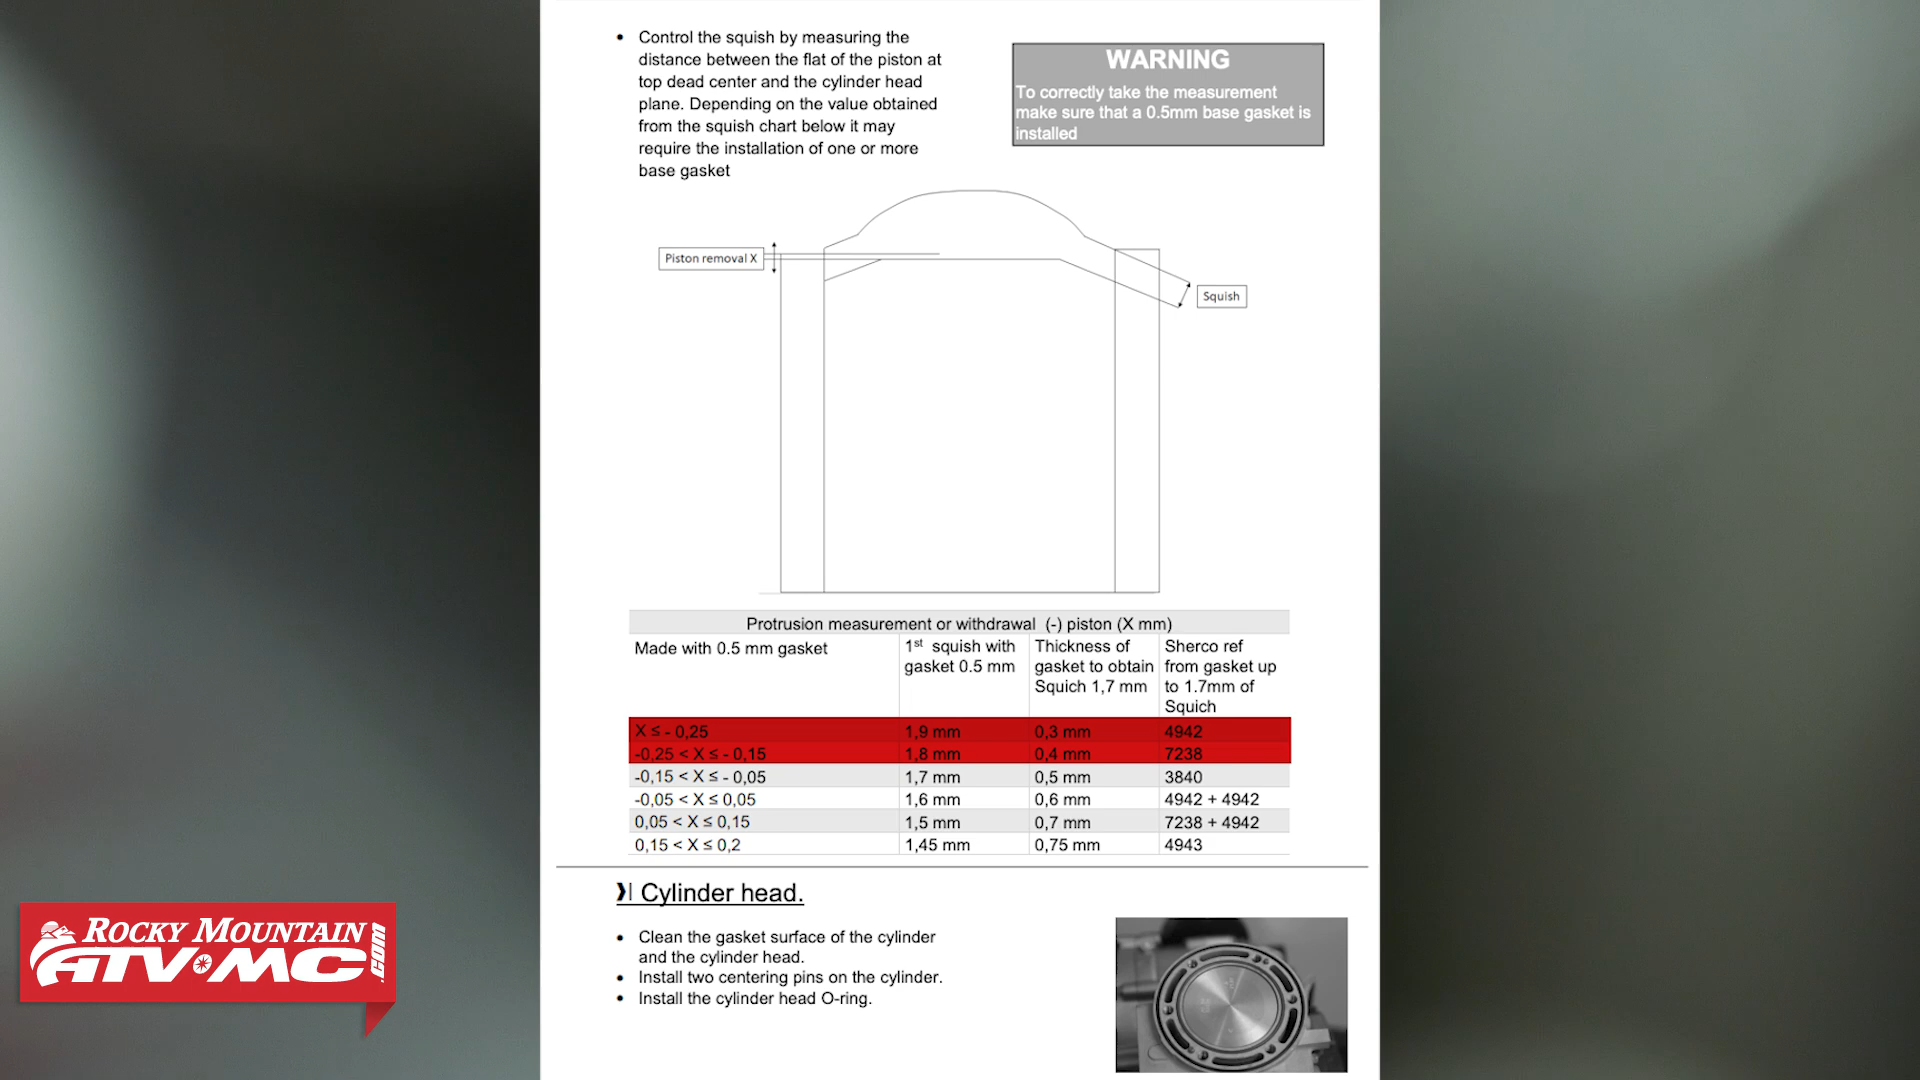 • Control the squish by measuring the
distance between the flat of the piston at
top dead center and the cylinder head
plane. Depending on the value obtained
from the squish chart below it may
require the installation of one or more
base gasket
WARNING
To correctly take the measurement
make sure that a 0.5mm base gasket is
installed
Piston removal X
Squish
Protrusion measurement or withdrawal (-) piston (X mm)
Made with 0.5 mm gasket
1st squish with
gasket 0.5 mm
Thickness of
gasket to obtain
Squich 1,7 mm
Sherco ref
from gasket up
to 1.7mm of
Squich
X ≤ - 0,25 1,9 mm 0,3 mm 4942
-0,25 < X ≤ - 0,15 1,8 mm 0,4 mm 7238
-0,15 < X ≤ - 0,05 1,7 mm 0,5 mm 3840
-0,05 < X ≤ 0,05 1,6 mm 0,6 mm 4942 + 4942
0,05 < X ≤ 0,15 1,5 mm 0,7 mm 7238 + 4942
0,15 < X ≤ 0,2 1,45 mm 0,75 mm 4943
Cylinder head.
• Clean the gasket surface of the cylinder
and the cylinder head.
• Install two centering pins on the cylinder.
• Install the cylinder head O-ring.
ROCKY MOUNTAIN
ATV•MC.COM